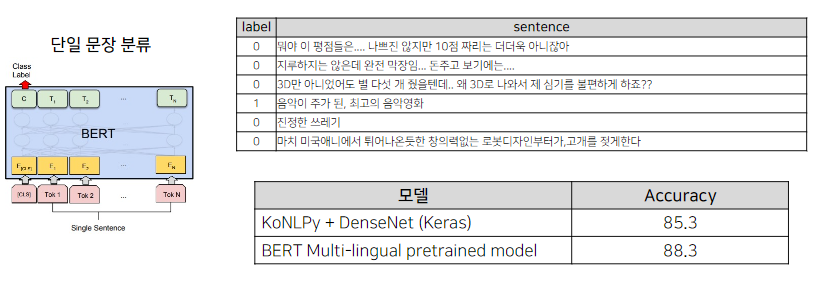 단일 문장 분류
Class
Label
C T1 T2 ... TN
BERT
E[CLS] E1 E2 ... EN
[CLS] Tok 1 Tok 2 ... Tok N
Single Sentence
label sentence
0 뭐야 이 평점들은.... 나쁘진 않지만 10점 짜리는 더더욱 아니잖아
0 지루하지는 않은데 완전 막장임... 돈주고 보기에는....
0 3D만 아니었어도 별 다섯 개 줬을텐데.. 왜 3D로 나와서 제 심기를 불편하게 하죠??
1 음악이 주가 된, 최고의 음악영화
0 진정한 쓰레기
0 마치 미국애니에서 튀어나온듯한 창의력없는 로봇디자인부터가,고개를 젓게한다
모델 Accuracy
KoNLPy + DenseNet (Keras) 85.3
BERT Multi-lingual pretrained model 88.3